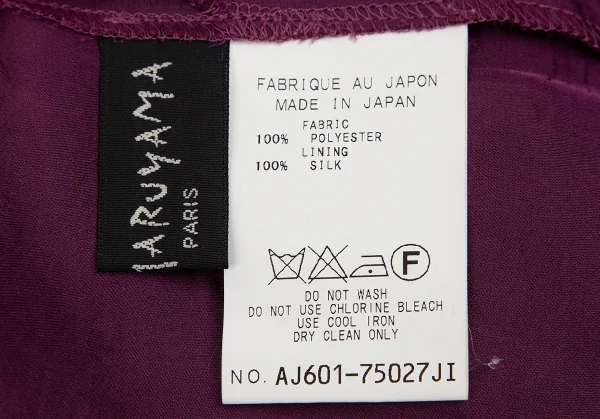 MARUYAMA
PARIS
FABRIQUE AU JAPON
MADE IN JAPAN
FABRIC
100% POLYESTER
LINING
100% SILK
F
DO NOT WASH
DO NOT USE CHLORINE BLEACH
USE COOL IRON
DRY CLEAN ONLY
NO. AJ601-75027JI